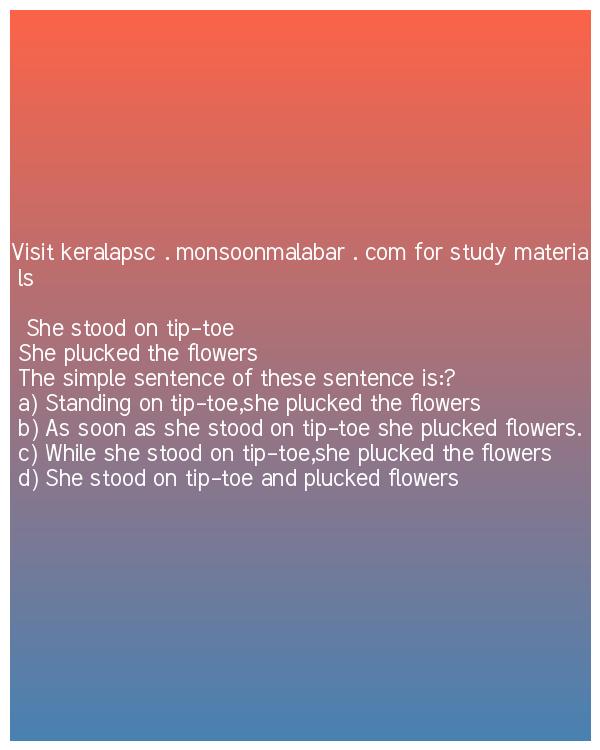 Visit keralapsc . monsoonmalabar . com for study materia
ls
She stood on tip-toe
She plucked the flowers
The simple sentence of these sentence is:?
a) Standing on tip-toe,she plucked the flowers
b) As soon as she stood on tip-toe she plucked flowers.
c) While she stood on tip-toe,she plucked the flowers
d) She stood on tip-toe and plucked flowers